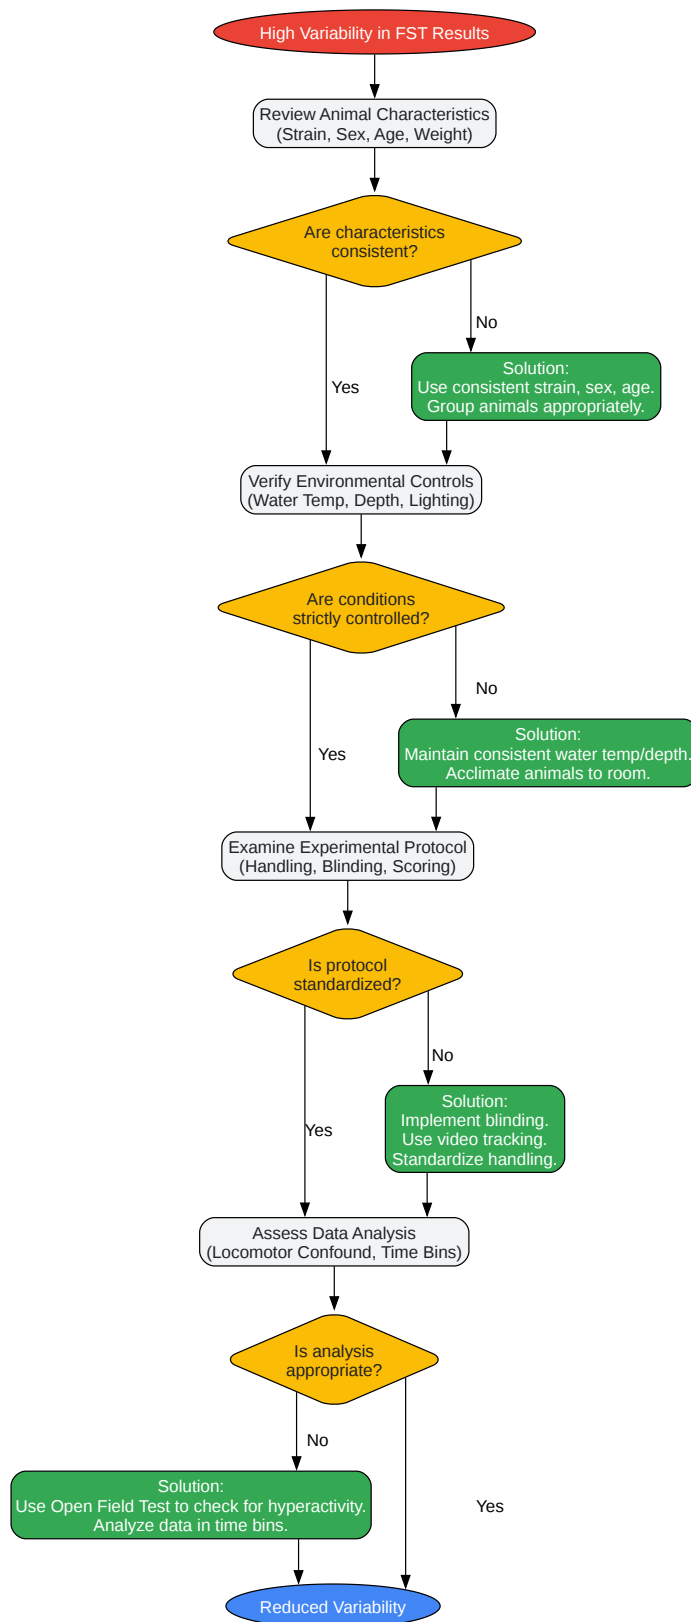 High Variability in FST Results
Review Animal Characteristics
(Strain, Sex, Age, Weight)
Are characteristics
consistent?
No
Yes
Solution:
Use consistent strain, sex, age.
Group animals appropriately.
Verify Environmental Controls
(Water Temp, Depth, Lighting)
Are conditions
strictly controlled?
No
Yes
Solution:
Maintain consistent water temp/depth.
Acclimate animals to room.
Examine Experimental Protocol
(Handling, Blinding, Scoring)
Is protocol
standardized?
No
Yes
Solution:
Implement blinding.
Use video tracking.
Standardize handling.
Assess Data Analysis
(Locomotor Confound, Time Bins)
Is analysis
appropriate?
No
Yes
Solution:
Use Open Field Test to check for hyperactivity.
Analyze data in time bins.
Reduced Variability